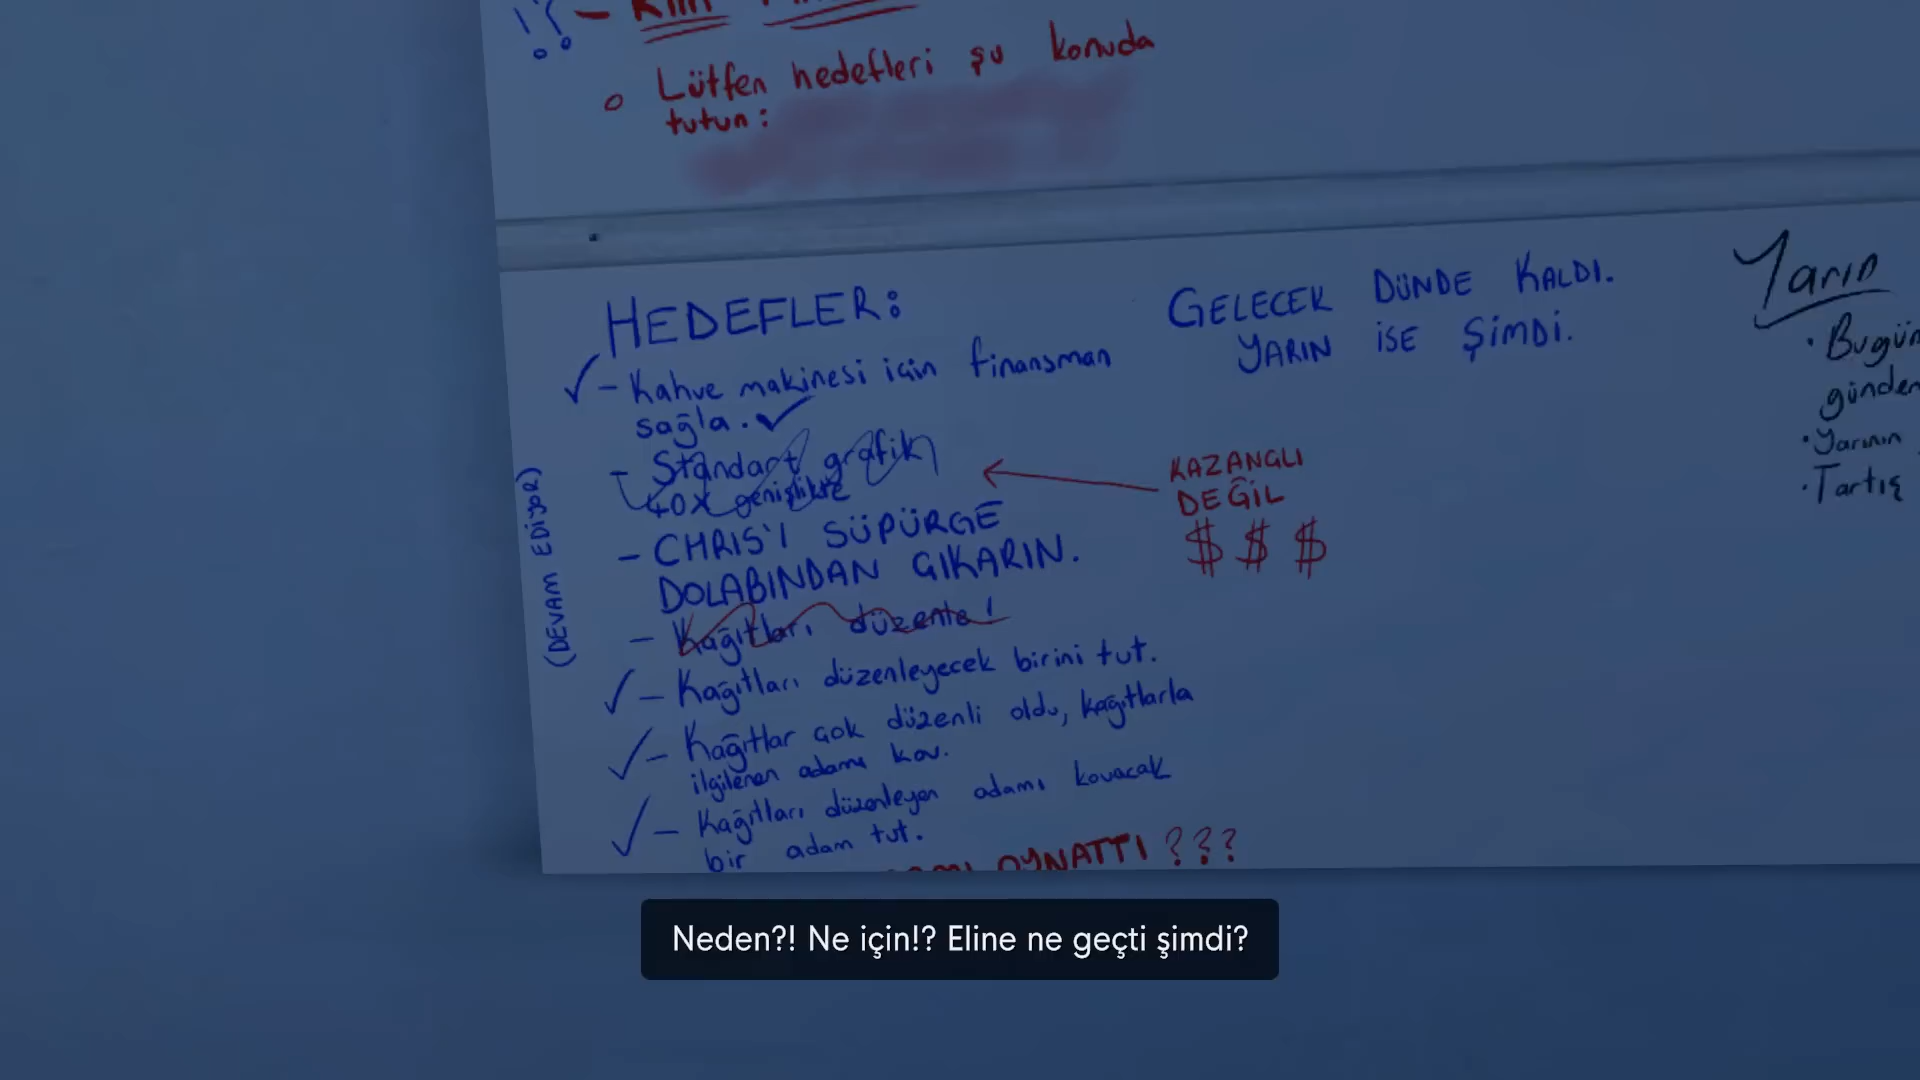 Lütfen hedefleri şu konuda
tutun:
HEDEFLER:
✓ - Kahve makinesi için finansman
sağla. ✓
- Standart grafik
40X genişlikte
- CHRIS'İ SÜPÜRGE
DOLABINDAN ÇIKARIN.
- Kağıtları düzenle!
✓ - Kağıtları düzenleyecek birini tut.
✓ - Kağıtlar çok düzenli oldu, kağıtlarla
ilgilenen adamı kov.
✓ - Kağıtları düzenleyen adamı kovacak
bir adam tut.
OYNATTI ???
(DEVAM EDİYOR)
GELECEK DÜNDE KALDI.
YARIN İSE ŞİMDİ.
KAZANÇLI
DEĞİL
$ $ $
Yarın
· Bugün
günden
· Yarının
· Tartış
Neden?! Ne için!? Eline ne geçti şimdi?